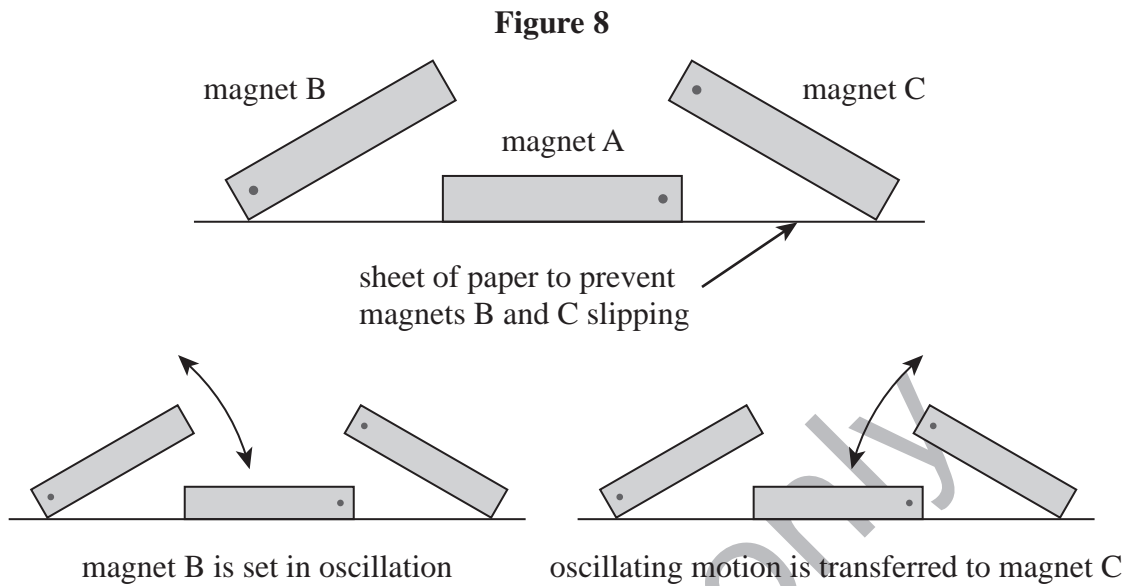 Figure 8
magnet B
magnet C
magnet A
sheet of paper to prevent
magnets B and C slipping
only
magnet B is set in oscillation
oscillating motion is transferred to magnet C